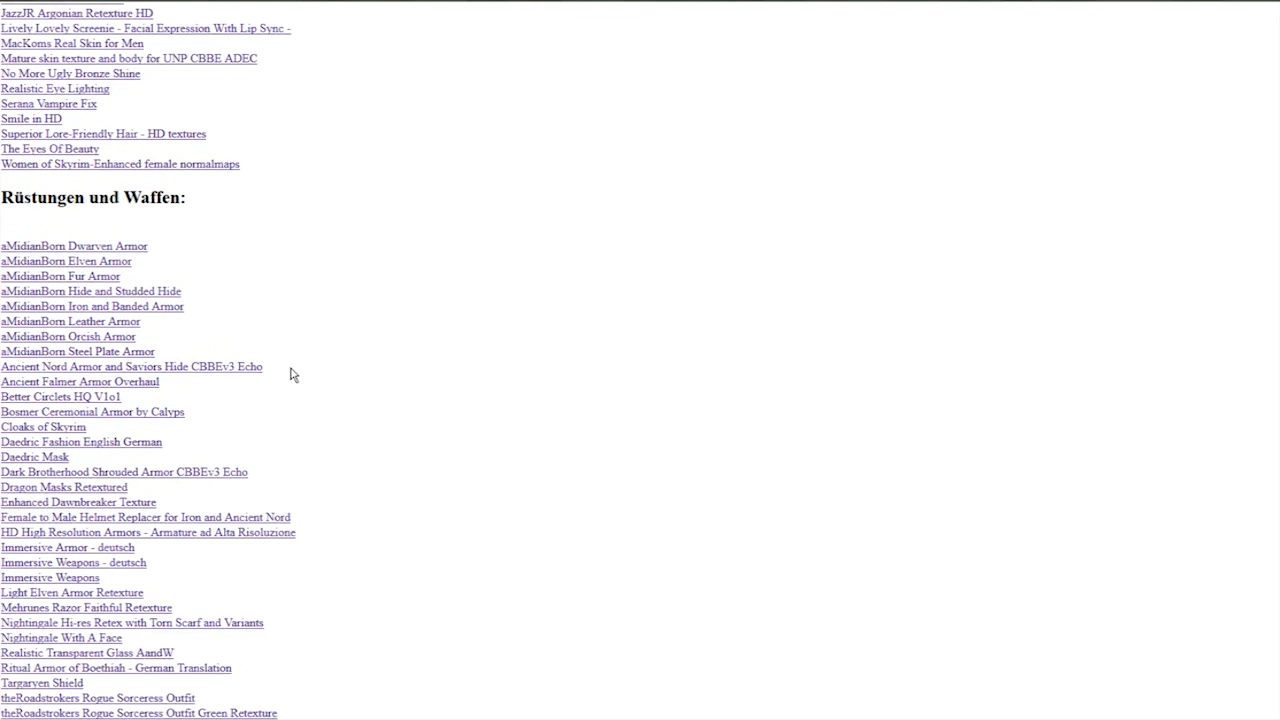 JazzJR Argonian Retexture HD
Lively Lovely Screenie - Facial Expression With Lip Sync -
MacKoms Real Skin for Men
Mature skin texture and body for UNP CBBE ADEC
No More Ugly Bronze Shine
Realistic Eye Lighting
Serana Vampire Fix
Smile in HD
Superior Lore-Friendly Hair - HD textures
The Eyes Of Beauty
Women of Skyrim-Enhanced female normalmaps
Rüstungen und Waffen:
aMidianBorn Dwarven Armor
aMidianBorn Elven Armor
aMidianBorn Fur Armor
aMidianBorn Hide and Studded Hide
aMidianBorn Iron and Banded Armor
aMidianBorn Leather Armor
aMidianBorn Orcish Armor
aMidianBorn Steel Plate Armor
Ancient Nord Armor and Saviors Hide CBBEv3 Echo
Ancient Falmer Armor Overhaul
Better Circlets HQ V1o1
Bosmer Ceremonial Armor by Calyps
Cloaks of Skyrim
Daedric Fashion English German
Daedric Mask
Dark Brotherhood Shrouded Armor CBBEv3 Echo
Dragon Masks Retextured
Enhanced Dawnbreaker Texture
Female to Male Helmet Replacer for Iron and Ancient Nord
HD High Resolution Armors - Armature ad Alta Risoluzione
Immersive Armor - deutsch
Immersive Weapons - deutsch
Immersive Weapons
Light Elven Armor Retexture
Mehrunes Razor Faithful Retexture
Nightingale Hi-res Retex with Torn Scarf and Variants
Nightingale With A Face
Realistic Transparent Glass AandW
Ritual Armor of Boethiah - German Translation
Targarven Shield
theRoadstrokers Rogue Sorceress Outfit
theRoadstrokers Rogue Sorceress Outfit Green Retexture